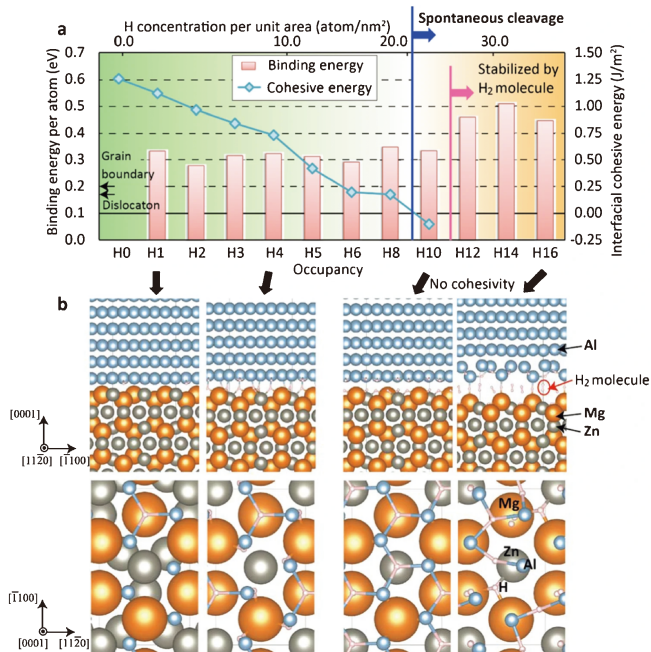 H concentration per unit area (atom/nm²)
Spontaneous cleavage
a
0.0 10.0 20.0 30.0
Binding energy per atom (eV)
0.7
0.6
0.5
0.4
0.3
0.2
0.1
0.0
Binding energy
Cohesive energy
Stabilized by
H₂ molecule
Grain
boundary
Dislocaton
1.50
1.25
1.00
0.75
0.50
0.25
0.00
-0.25
Interfacial cohesive energy (J/m²)
H0 H1 H2 H3 H4 H5 H6 H8 H10 H12 H14 H16
Occupancy
No cohesivity
b
Al
H₂ molecule
Mg
Zn
[0001]
[112̅0] [1̅100]
Mg
Zn
Al
H
[1̅100]
[0001] [112̅0]